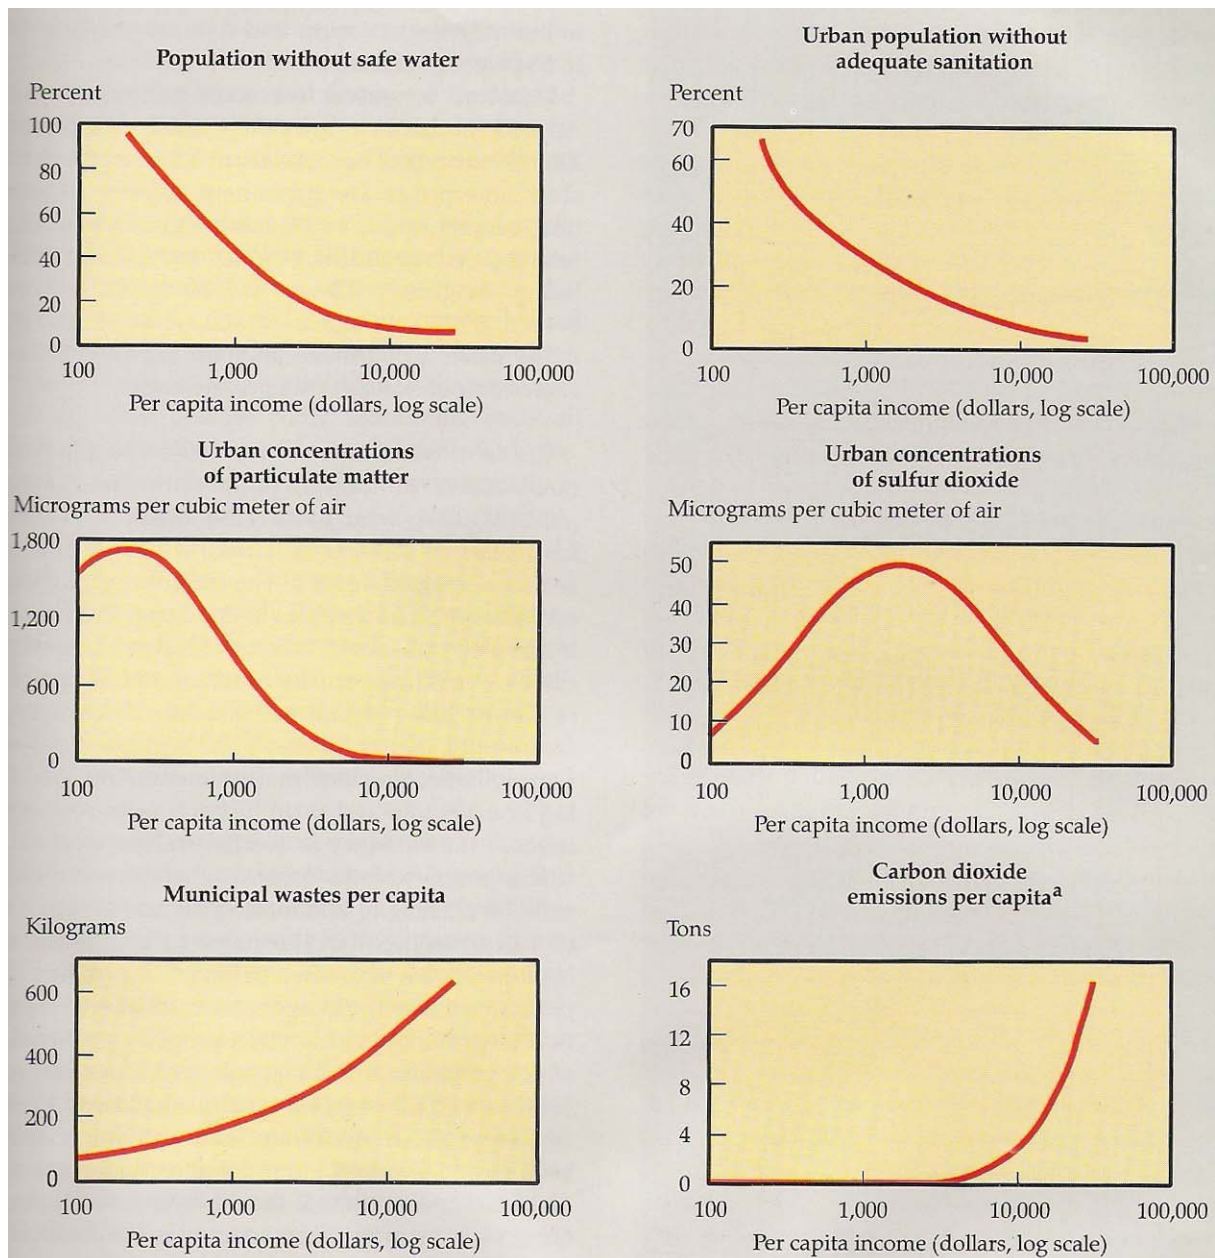 Population without safe water
Percent
100
80
60
40
20
0
100 1,000 10,000 100,000
Per capita income (dollars, log scale)
Urban population without
adequate sanitation
Percent
70
60
40
20
0
100 1,000 10,000 100,000
Per capita income (dollars, log scale)
Urban concentrations
of particulate matter
Micrograms per cubic meter of air
1,800
1,200
600
0
100 1,000 10,000 100,000
Per capita income (dollars, log scale)
Urban concentrations
of sulfur dioxide
Micrograms per cubic meter of air
50
40
30
20
10
0
100 1,000 10,000 100,000
Per capita income (dollars, log scale)
Municipal wastes per capita
Kilograms
600
400
200
0
100 1,000 10,000 100,000
Per capita income (dollars, log scale)
Carbon dioxide
emissions per capitaª
Tons
16
12
8
4
0
100 1,000 10,000 100,000
Per capita income (dollars, log scale)